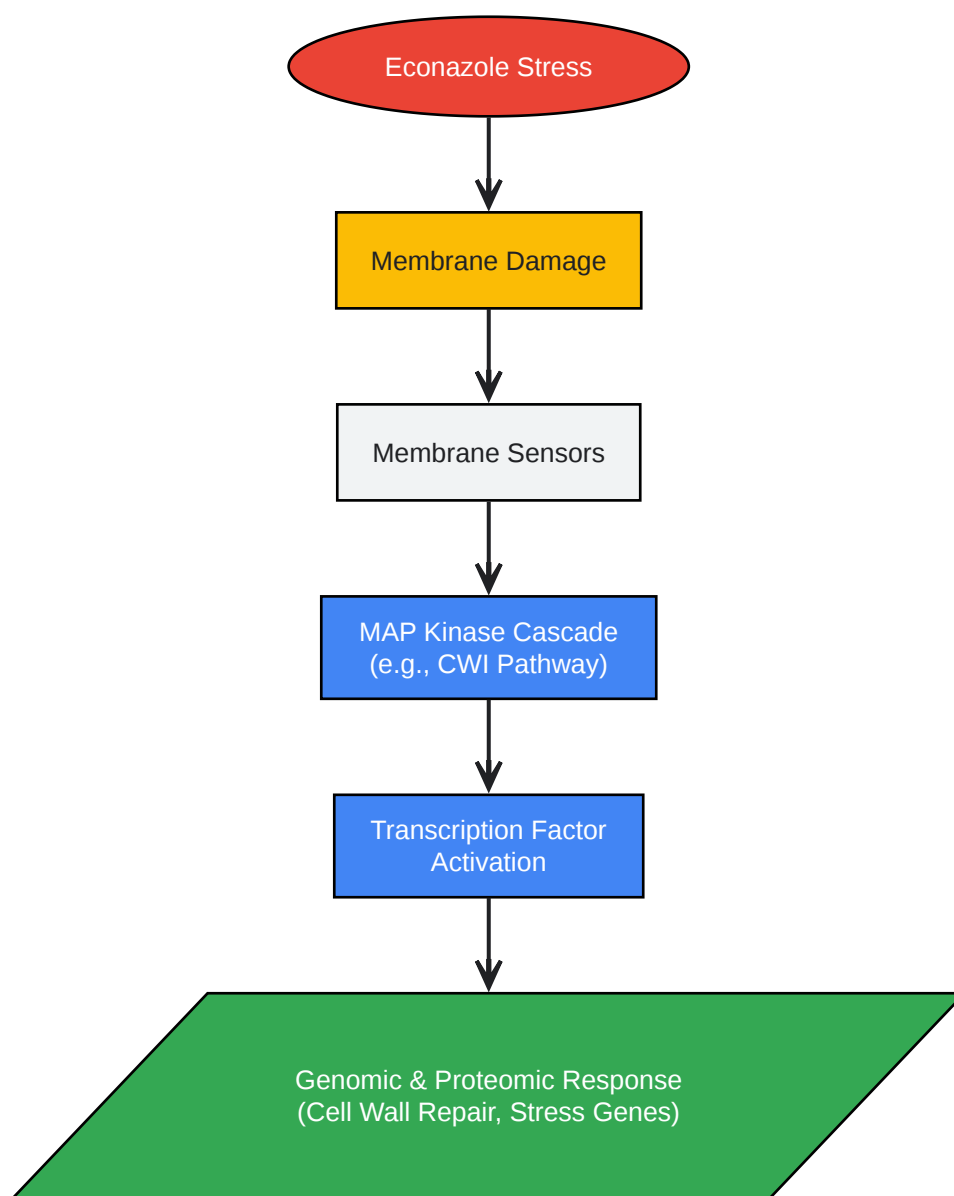 Econazole Stress
Membrane Damage
Membrane Sensors
MAP Kinase Cascade
(e.g., CWI Pathway)
Transcription Factor
Activation
Genomic & Proteomic Response
(Cell Wall Repair, Stress Genes)